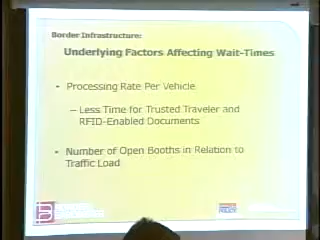 Border Infrastructure:
Underlying Factors Affecting Wait-Times
• Processing Rate Per Vehicle
– Less Time for Trusted Traveler and
RFID-Enabled Documents
• Number of Open Booths in Relation to
Traffic Load